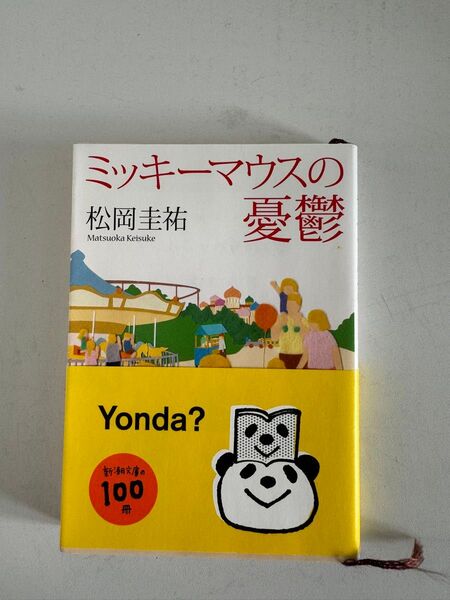 ミッキーマウスの
憂鬱
松岡圭祐
Matsuoka Keisuke
Yonda?
新潮文庫の
100
冊